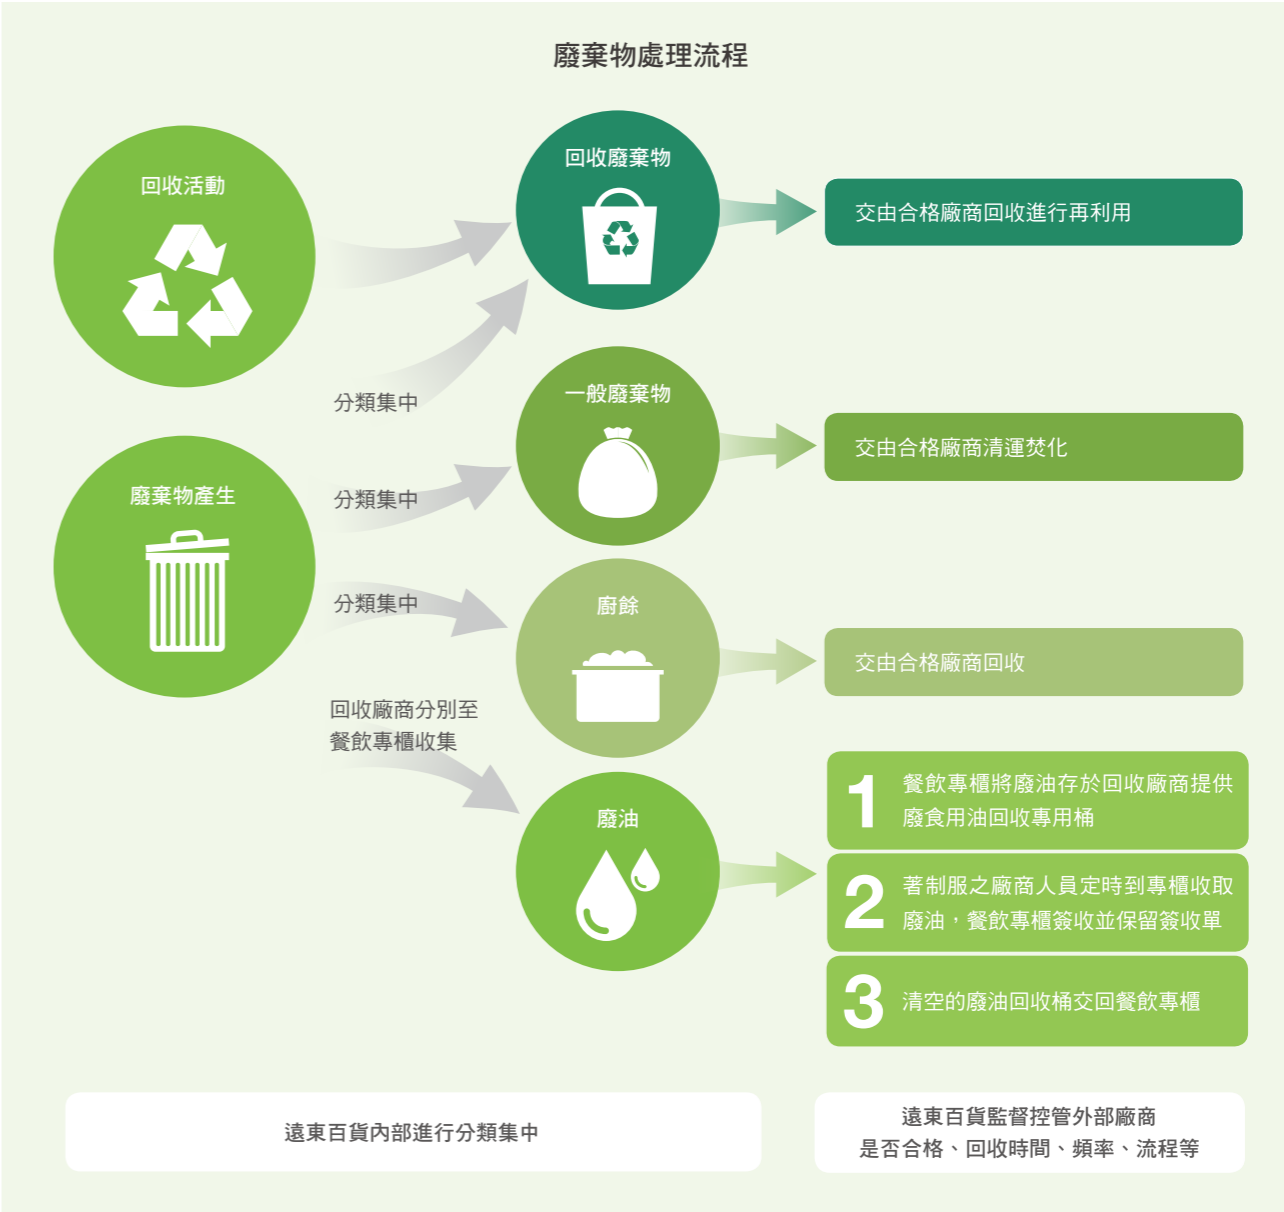 廢棄物處理流程
回收活動
回收廢棄物
交由合格廠商回收進行再利用
分類集中
廢棄物產生
分類集中
一般廢棄物
交由合格廠商清運焚化
分類集中
廚餘
交由合格廠商回收
回收廠商分別至
餐飲專櫃收集
廢油
1
餐飲專櫃將廢油存於回收廠商提供
廢食用油回收專用桶
2
著制服之廠商人員定時到專櫃收取
廢油，餐飲專櫃簽收並保留簽收單
3
清空的廢油回收桶交回餐飲專櫃
遠東百貨內部進行分類集中
遠東百貨監督控管外部廠商
是否合格、回收時間、頻率、流程等